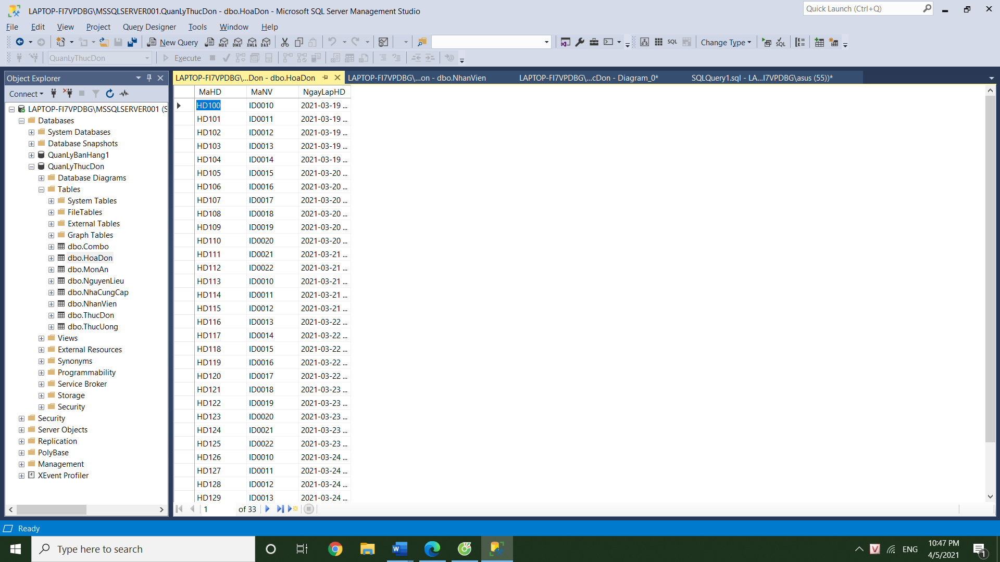 LAPTOP-FI7VPDBG\MSSQLSERVER001.QuanLyThucDon - dbo.HoaDon - Microsoft SQL Server Management Studio
Quick Launch (Ctrl+Q)
File Edit View Project Query Designer Tools Window Help
New Query MDX DMX XMLA DAX SQL Change Type SQL
QuanLyThucDon Execute
Object Explorer
LAPTOP-FI7VPDBG\...Don - dbo.HoaDon LAPTOP-FI7VPDBG\...on - dbo.NhanVien LAPTOP-FI7VPDBG\...cDon - Diagram_0* SQLQuery1.sql - LA...I7VPDBG\asus (55))*
Connect
LAPTOP-FI7VPDBG\MSSQLSERVER001 (S
Databases
System Databases
Database Snapshots
QuanLyBanHang1
QuanLyThucDon
Database Diagrams
Tables
System Tables
FileTables
External Tables
Graph Tables
dbo.Combo
dbo.HoaDon
dbo.MonAn
dbo.NguyenLieu
dbo.NhaCungCap
dbo.NhanVien
dbo.ThucDon
dbo.ThucUong
Views
External Resources
Synonyms
Programmability
Service Broker
Storage
Security
Security
Server Objects
Replication
PolyBase
Management
XEvent Profiler
MaHD MaNV NgayLapHD
HD100 ID0010 2021-03-19 ...
HD101 ID0011 2021-03-19 ...
HD102 ID0012 2021-03-19 ...
HD103 ID0013 2021-03-19 ...
HD104 ID0014 2021-03-19 ...
HD105 ID0015 2021-03-20 ...
HD106 ID0016 2021-03-20 ...
HD107 ID0017 2021-03-20 ...
HD108 ID0018 2021-03-20 ...
HD109 ID0019 2021-03-20 ...
HD110 ID0020 2021-03-20 ...
HD111 ID0021 2021-03-21 ...
HD112 ID0022 2021-03-21 ...
HD113 ID0010 2021-03-21 ...
HD114 ID0011 2021-03-21 ...
HD115 ID0012 2021-03-21 ...
HD116 ID0013 2021-03-22 ...
HD117 ID0014 2021-03-22 ...
HD118 ID0015 2021-03-22 ...
HD119 ID0016 2021-03-22 ...
HD120 ID0017 2021-03-22 ...
HD121 ID0018 2021-03-23 ...
HD122 ID0019 2021-03-23 ...
HD123 ID0020 2021-03-23 ...
HD124 ID0021 2021-03-23 ...
HD125 ID0022 2021-03-23 ...
HD126 ID0010 2021-03-24 ...
HD127 ID0011 2021-03-24 ...
HD128 ID0012 2021-03-24 ...
HD129 ID0013 2021-03-24 ...
1 of 33
Ready
Type here to search
ENG
10:47 PM
4/5/2021
1